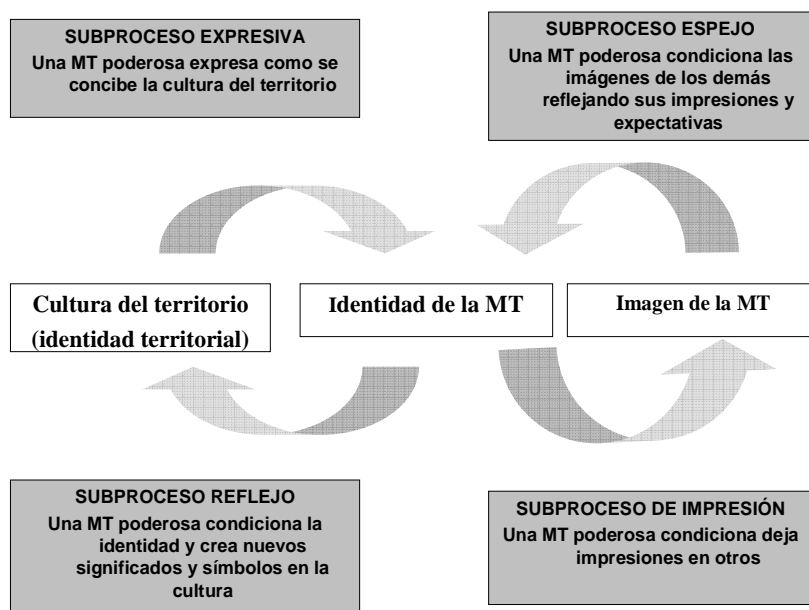 SUBPROCESO EXPRESIVA
Una MT poderosa expresa como se
concibe la cultura del territorio
SUBPROCESO ESPEJO
Una MT poderosa condiciona las
imágenes de los demás
reflejando sus impresiones y
expectativas
Cultura del territorio
(identidad territorial)
Identidad de la MT
Imagen de la MT
SUBPROCESO REFLEJO
Una MT poderosa condiciona la
identidad y crea nuevos
significados y símbolos en la
cultura
SUBPROCESO DE IMPRESIÓN
Una MT poderosa condiciona deja
impresiones en otros